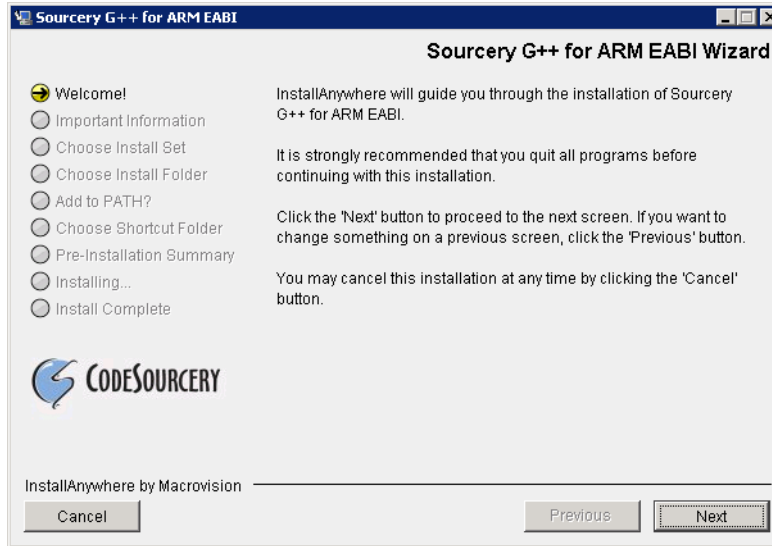 Sourcery G++ for ARM EABI
Sourcery G++ for ARM EABI Wizard
Welcome!
Important Information
Choose Install Set
Choose Install Folder
Add to PATH?
Choose Shortcut Folder
Pre-Installation Summary
Installing...
Install Complete
InstallAnywhere will guide you through the installation of Sourcery
G++ for ARM EABI.
It is strongly recommended that you quit all programs before
continuing with this installation.
Click the 'Next' button to proceed to the next screen. If you want to
change something on a previous screen, click the 'Previous' button.
You may cancel this installation at any time by clicking the 'Cancel'
button.
CODESOURCERY
InstallAnywhere by Macrovision
Cancel
Previous
Next